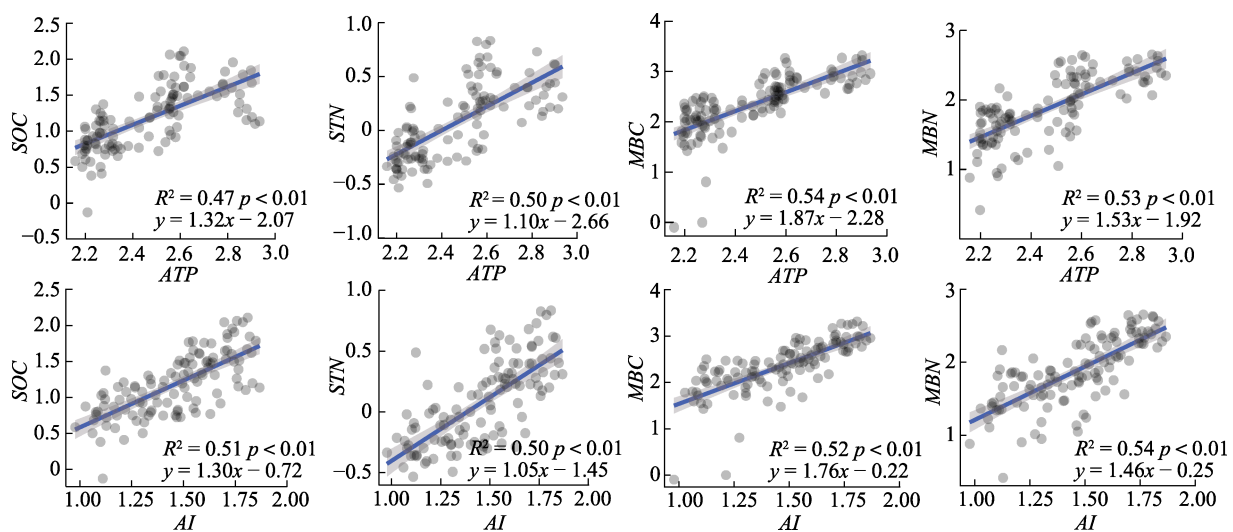 2.5
2.0
1.5
1.0
0.5
0
−0.5
SOC
R² = 0.47 p < 0.01
y = 1.32x − 2.07
2.2 2.4 2.6 2.8 3.0
ATP
1.0
0.5
0
−0.5
−1.0
STN
R² = 0.50 p < 0.01
y = 1.10x − 2.66
2.2 2.4 2.6 2.8 3.0
ATP
4
3
2
1
0
MBC
R² = 0.54 p < 0.01
y = 1.87x − 2.28
2.2 2.4 2.6 2.8 3.0
ATP
3
2
1
MBN
R² = 0.53 p < 0.01
y = 1.53x − 1.92
2.2 2.4 2.6 2.8 3.0
ATP
2.5
2.0
1.5
1.0
0.5
0
SOC
R² = 0.51 p < 0.01
y = 1.30x − 0.72
1.00 1.25 1.50 1.75 2.00
AI
1.0
0.5
0
−0.5
STN
R² = 0.50 p < 0.01
y = 1.05x − 1.45
1.00 1.25 1.50 1.75 2.00
AI
4
3
2
1
0
MBC
R² = 0.52 p < 0.01
y = 1.76x − 0.22
1.00 1.25 1.50 1.75 2.00
AI
3
2
1
MBN
R² = 0.54 p < 0.01
y = 1.46x − 0.25
1.00 1.25 1.50 1.75 2.00
AI